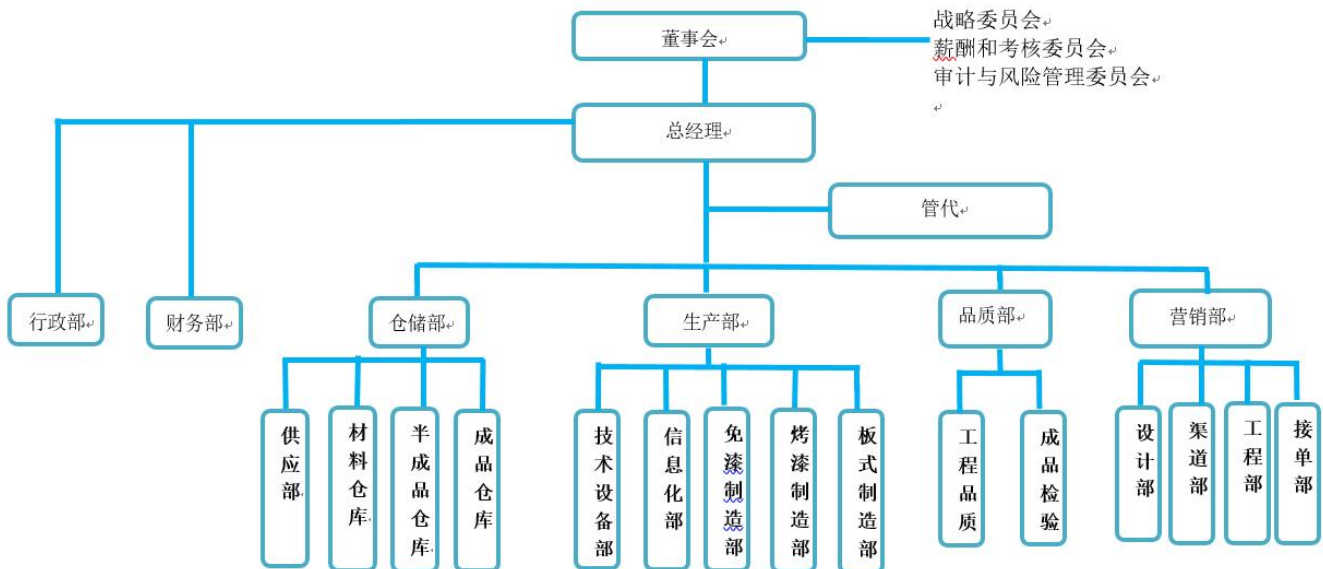 董事会
战略委员会
薪酬和考核委员会
审计与风险管理委员会
总经理
管代
行政部
财务部
仓储部
生产部
品质部
营销部
供应部
材料仓库
半成品仓库
成品仓库
技术设备部
信息化部
免漆制造部
烤漆制造部
板式制造部
工程品质
成品检验
设计部
渠道部
工程部
接单部